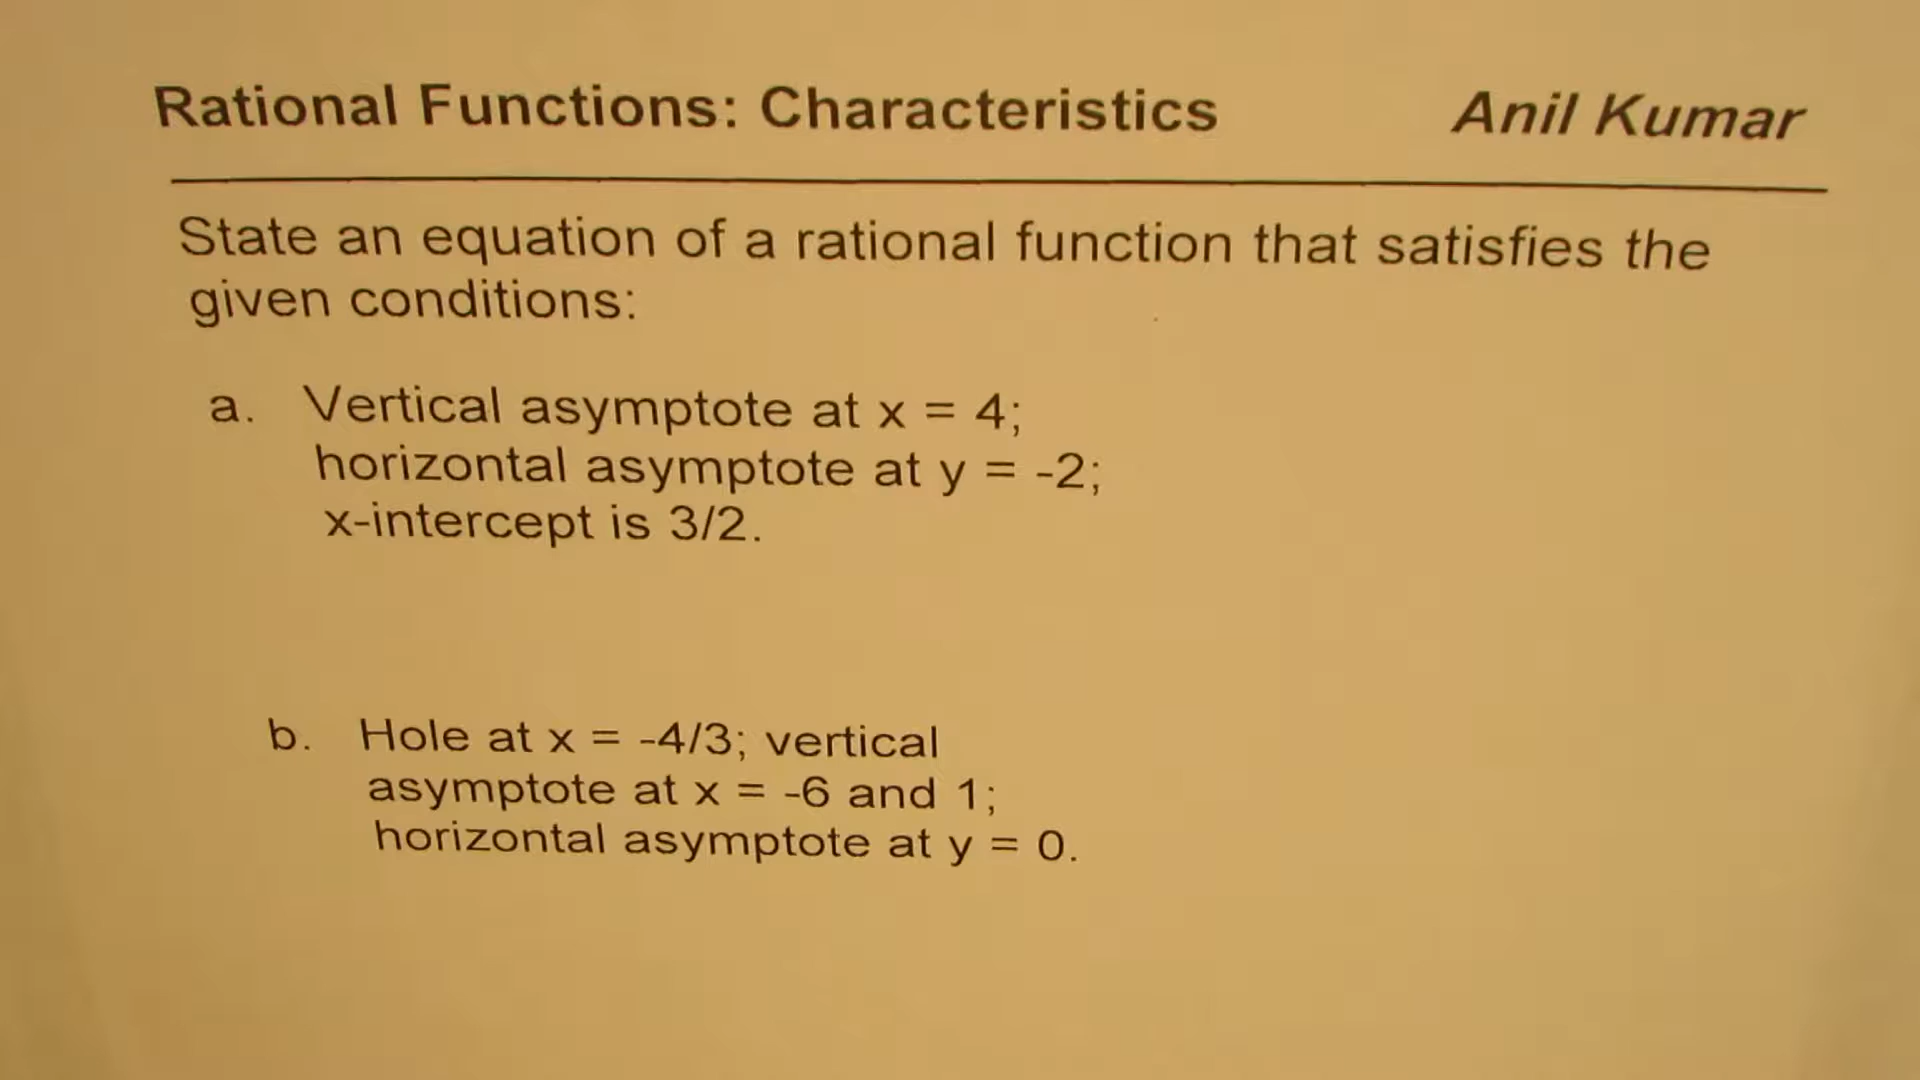 Rational Functions: Characteristics Anil Kumar
State an equation of a rational function that satisfies the
given conditions:
a. Vertical asymptote at x = 4;
horizontal asymptote at y = -2;
x-intercept is 3/2.
b. Hole at x = -4/3; vertical
asymptote at x = -6 and 1;
horizontal asymptote at y = 0.